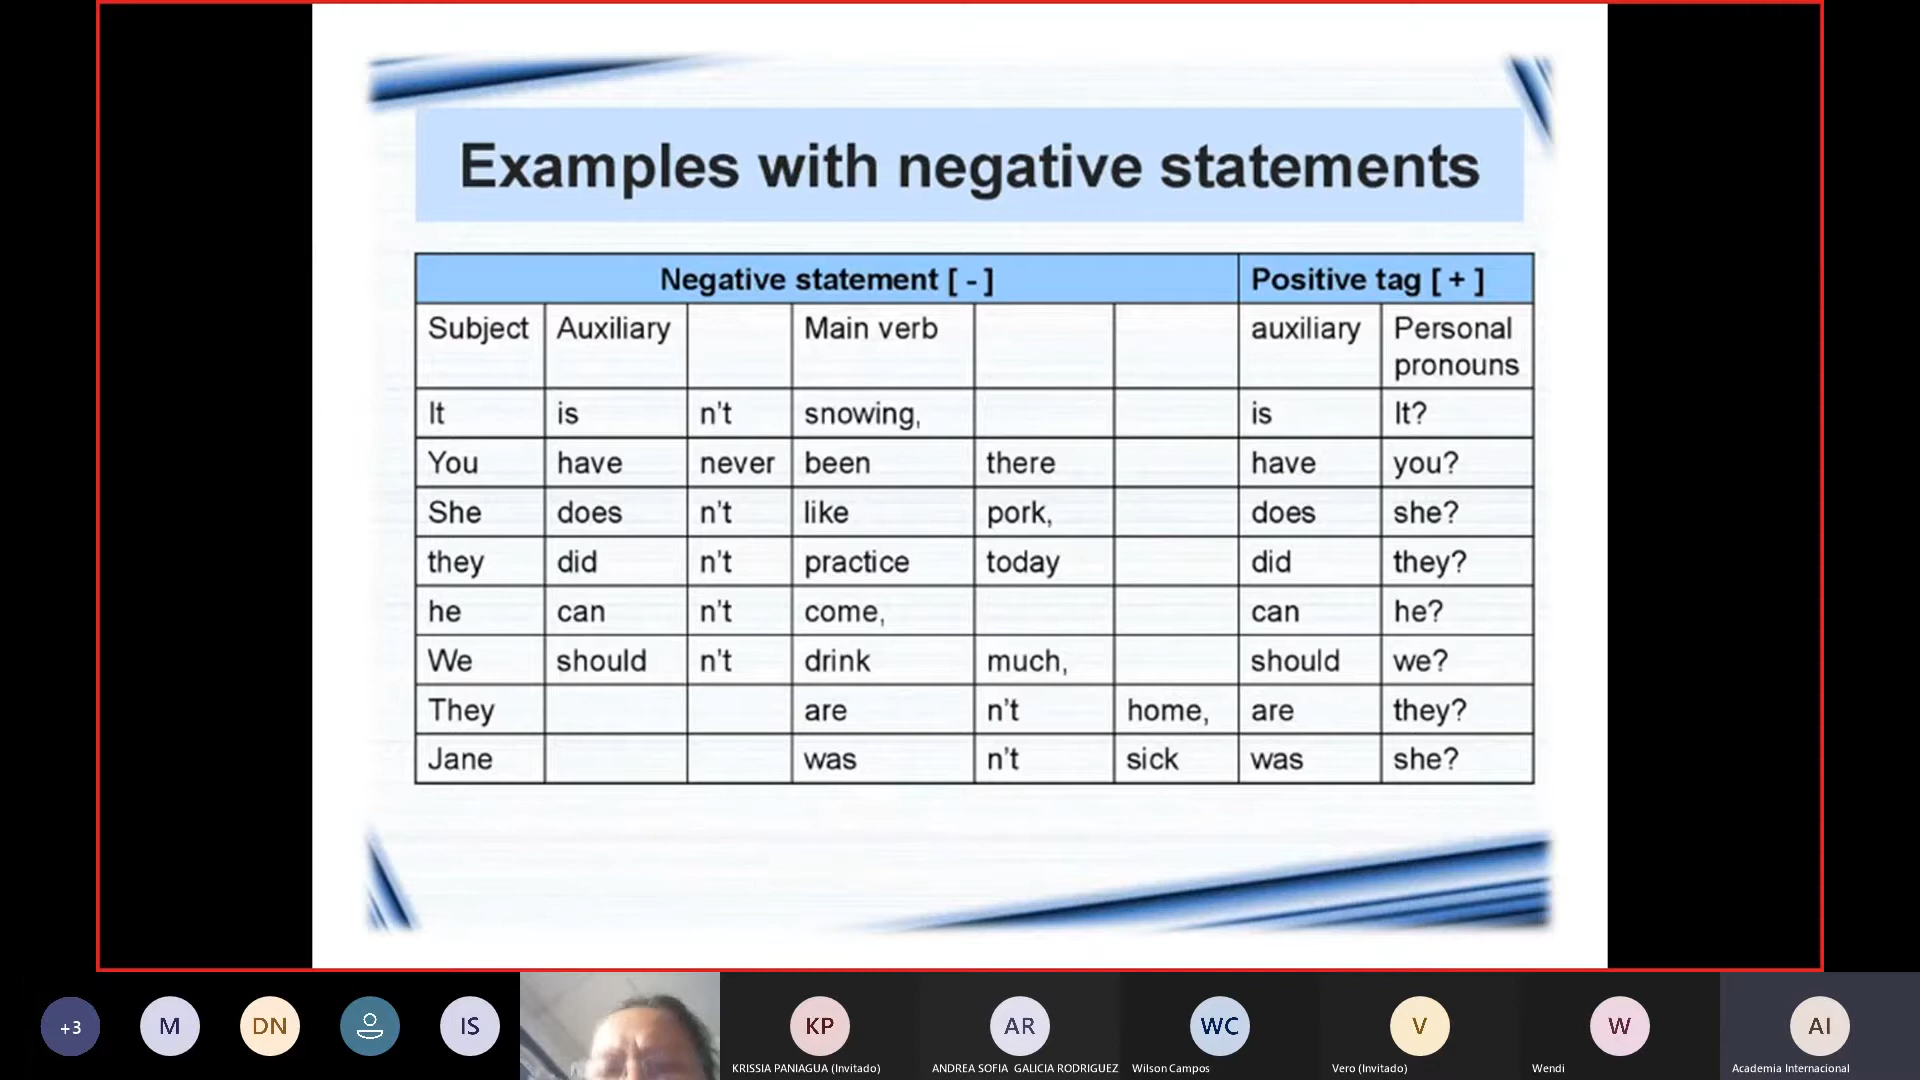 Examples with negative statements
Negative statement [ - ] Positive tag [ + ]
Subject Auxiliary Main verb auxiliary Personal pronouns
It is n't snowing, is It?
You have never been there have you?
She does n't like pork, does she?
they did n't practice today did they?
he can n't come, can he?
We should n't drink much, should we?
They are n't home, are they?
Jane was n't sick was she?
+3 M DN IS KP AR WC V W AI
KRISSIA PANIAGUA (Invitado) ANDREA SOFIA GALICIA RODRIGUEZ Wilson Campos Vero (Invitado) Wendi Academia Internacional